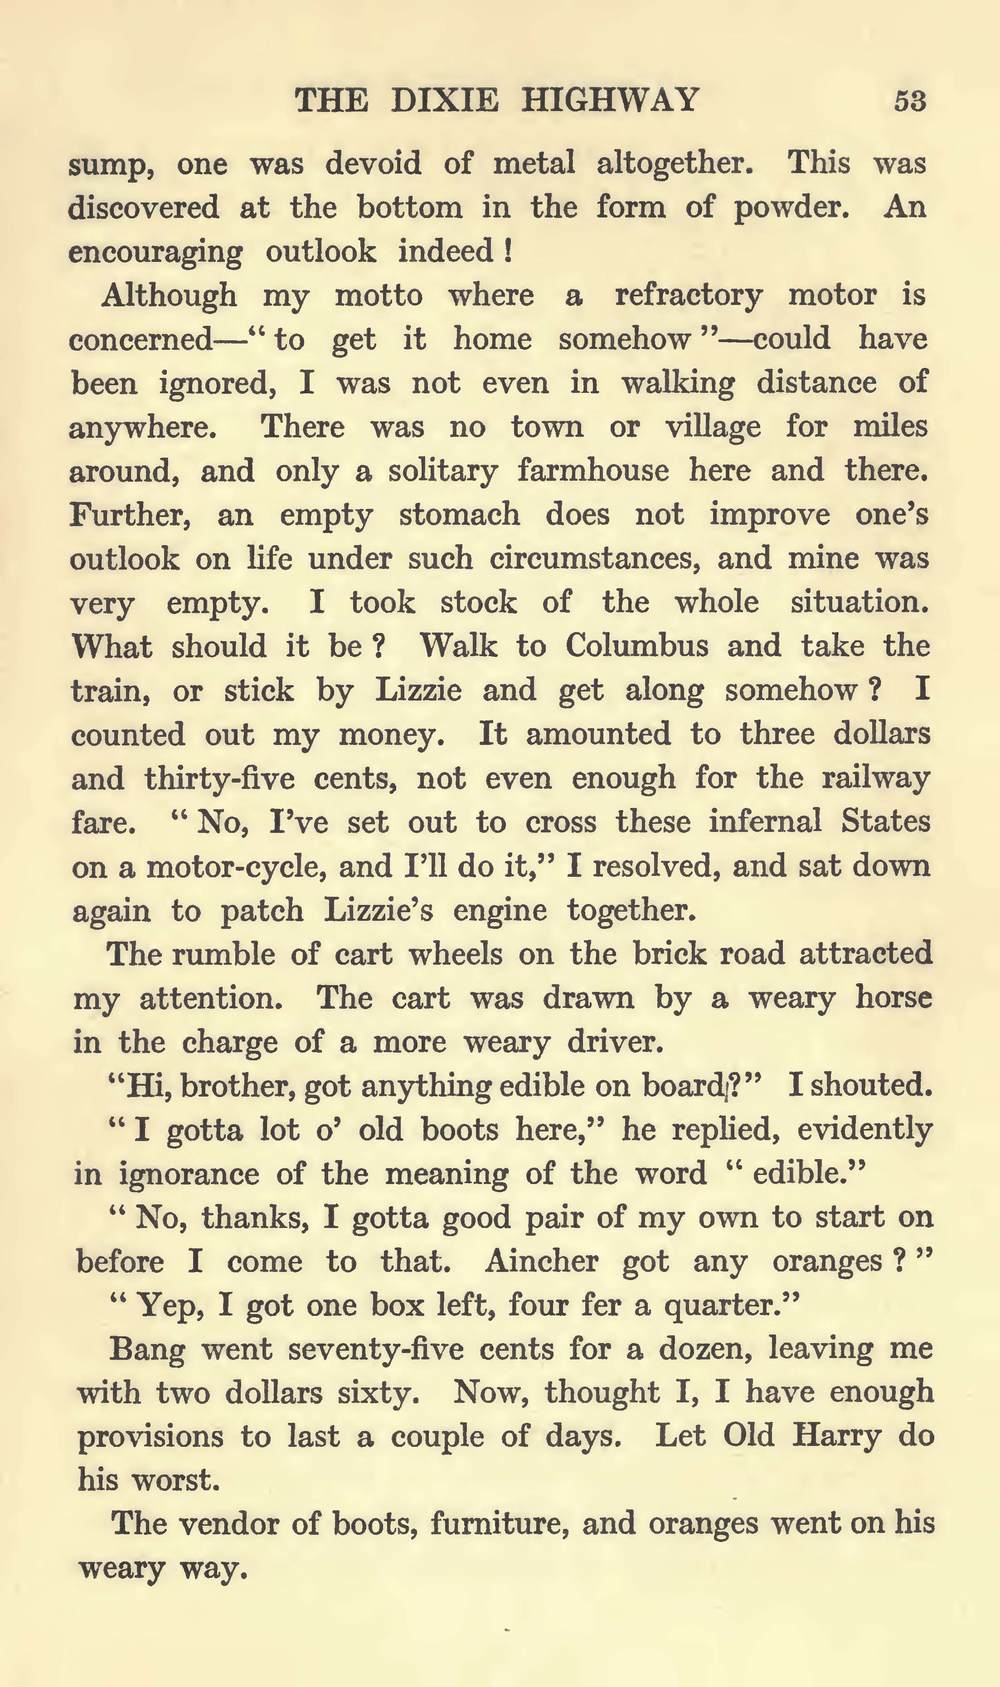 THE DIXIE HIGHWAY 53
sump, one was devoid of metal altogether. This was
discovered at the bottom in the form of powder. An
encouraging outlook indeed !
Although my motto where a refractory motor is
concerned—“ to get it home somehow ”—could have
been ignored, I was not even in walking distance of
anywhere. There was no town or village for miles
around, and only a solitary farmhouse here and there.
Further, an empty stomach does not improve one’s
outlook on life under such circumstances, and mine was
very empty. I took stock of the whole situation.
What should it be ? Walk to Columbus and take the
train, or stick by Lizzie and get along somehow ? I
counted out my money. It amounted to three dollars
and thirty-five cents, not even enough for the railway
fare. “ No, I’ve set out to cross these infernal States
on a motor-cycle, and I’ll do it,” I resolved, and sat down
again to patch Lizzie’s engine together.
The rumble of cart wheels on the brick road attracted
my attention. The cart was drawn by a weary horse
in the charge of a more weary driver.
“Hi, brother, got anything edible on board?” I shouted.
“ I gotta lot o’ old boots here,” he replied, evidently
in ignorance of the meaning of the word “ edible.”
“ No, thanks, I gotta good pair of my own to start on
before I come to that. Aincher got any oranges ? ”
“ Yep, I got one box left, four fer a quarter.”
Bang went seventy-five cents for a dozen, leaving me
with two dollars sixty. Now, thought I, I have enough
provisions to last a couple of days. Let Old Harry do
his worst.
The vendor of boots, furniture, and oranges went on his
weary way.